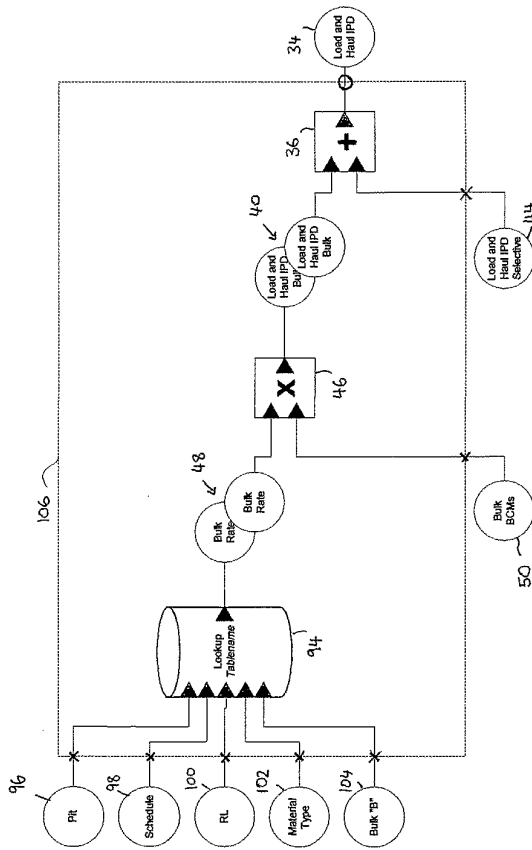 106
96
Pit
98
Schedule
100
RL
102
Material
Type
104
Bulk "B"
Lookup
Tablename
94
48
Bulk
Rate
Bulk
Rate
X
46
50
Bulk
BCMs
40
Load and
Haul IPD
Bulk
Load and
Haul IPD
Bulk
36
+
34
Load and
Haul IPD
Load and
Haul IPD
Selective
114